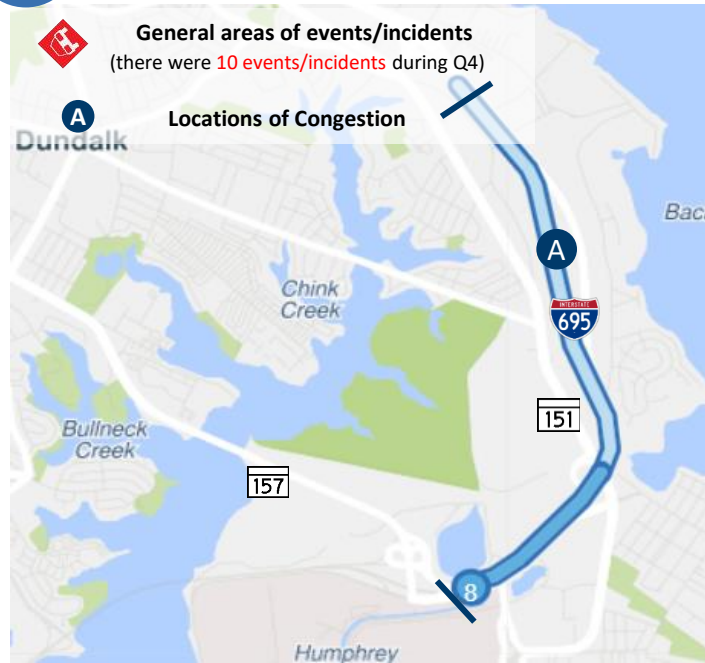 General areas of events/incidents
(there were 10 events/incidents during Q4)
A
Locations of Congestion
Dundalk
Bac
A
Chink
Creek
INTERSTATE
695
151
Bullneck
Creek
157
8
Humphrey